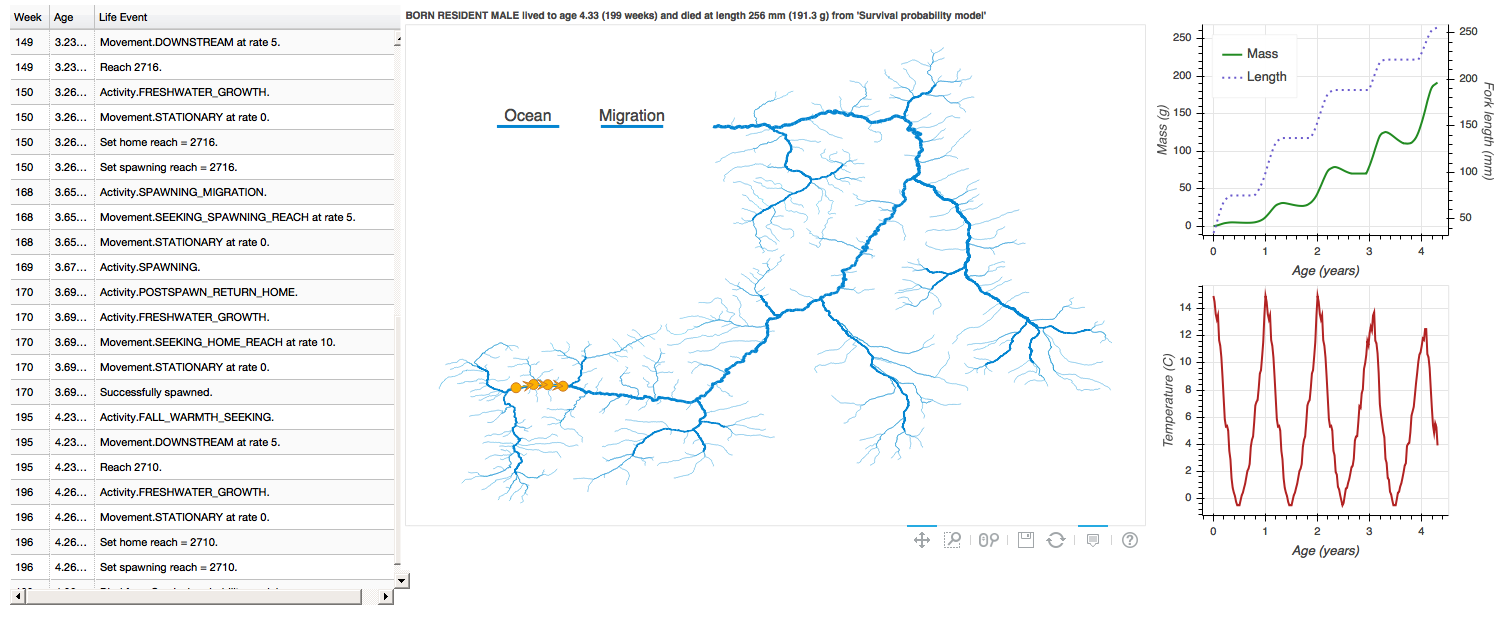 Week Age Life Event
149 3.23... Movement.DOWNSTREAM at rate 5.
149 3.23... Reach 2716.
150 3.26... Activity.FRESHWATER_GROWTH.
150 3.26... Movement.STATIONARY at rate 0.
150 3.26... Set home reach = 2716.
150 3.26... Set spawning reach = 2716.
168 3.65... Activity.SPAWNING_MIGRATION.
168 3.65... Movement.SEEKING_SPAWNING_REACH at rate 5.
168 3.65... Movement.STATIONARY at rate 0.
169 3.67... Activity.SPAWNING.
170 3.69... Activity.POSTSPAWN_RETURN_HOME.
170 3.69... Activity.FRESHWATER_GROWTH.
170 3.69... Movement.SEEKING_HOME_REACH at rate 10.
170 3.69... Movement.STATIONARY at rate 0.
170 3.69... Successfully spawned.
195 4.23... Activity.FALL_WARMTH_SEEKING.
195 4.23... Movement.DOWNSTREAM at rate 5.
195 4.23... Reach 2710.
196 4.26... Activity.FRESHWATER_GROWTH.
196 4.26... Movement.STATIONARY at rate 0.
196 4.26... Set home reach = 2710.
196 4.26... Set spawning reach = 2710.
BORN RESIDENT MALE lived to age 4.33 (199 weeks) and died at length 256 mm (191.3 g) from 'Survival probability model'
Ocean
Migration
Mass
Length
Mass (g)
250
200
150
100
50
0
Fork length (mm)
250
200
150
100
50
0 1 2 3 4
Age (years)
Temperature (C)
14
12
10
8
6
4
2
0
0 1 2 3 4
Age (years)